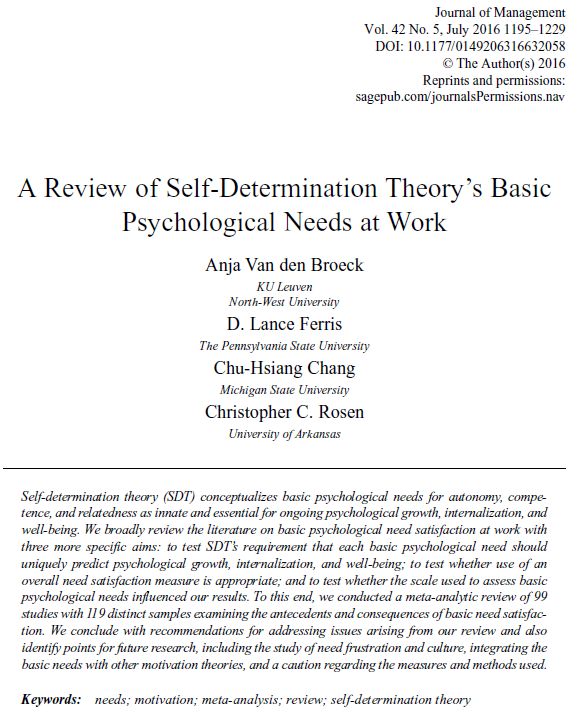 Journal of Management
Vol. 42 No. 5, July 2016 1195–1229
DOI: 10.1177/0149206316632058
© The Author(s) 2016
Reprints and permissions:
sagepub.com/journalsPermissions.nav
A Review of Self-Determination Theory’s Basic
Psychological Needs at Work
Anja Van den Broeck
KU Leuven
North-West University
D. Lance Ferris
The Pennsylvania State University
Chu-Hsiang Chang
Michigan State University
Christopher C. Rosen
University of Arkansas
Self-determination theory (SDT) conceptualizes basic psychological needs for autonomy, compe-
tence, and relatedness as innate and essential for ongoing psychological growth, internalization, and
well-being. We broadly review the literature on basic psychological need satisfaction at work with
three more specific aims: to test SDT’s requirement that each basic psychological need should
uniquely predict psychological growth, internalization, and well-being; to test whether use of an
overall need satisfaction measure is appropriate; and to test whether the scale used to assess basic
psychological needs influenced our results. To this end, we conducted a meta-analytic review of 99
studies with 119 distinct samples examining the antecedents and consequences of basic need satisfac-
tion. We conclude with recommendations for addressing issues arising from our review and also
identify points for future research, including the study of need frustration and culture, integrating the
basic needs with other motivation theories, and a caution regarding the measures and methods used.
Keywords: needs; motivation; meta-analysis; review; self-determination theory